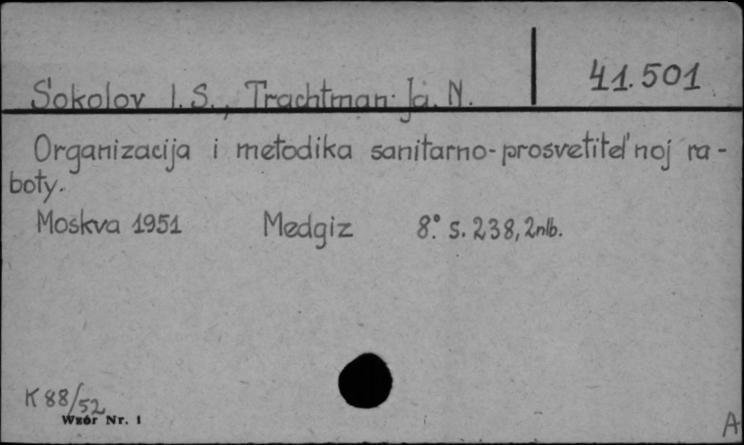 41.501
Sokolov I. S., Trachtman Ja. N.
Organizacija i metodika sanitarno-prosvetitel'noj ra-
boty.
Moskva 1951 Medgiz 8° s. 238, 2nlb.
K 88/52
Wzór Nr. 1
A